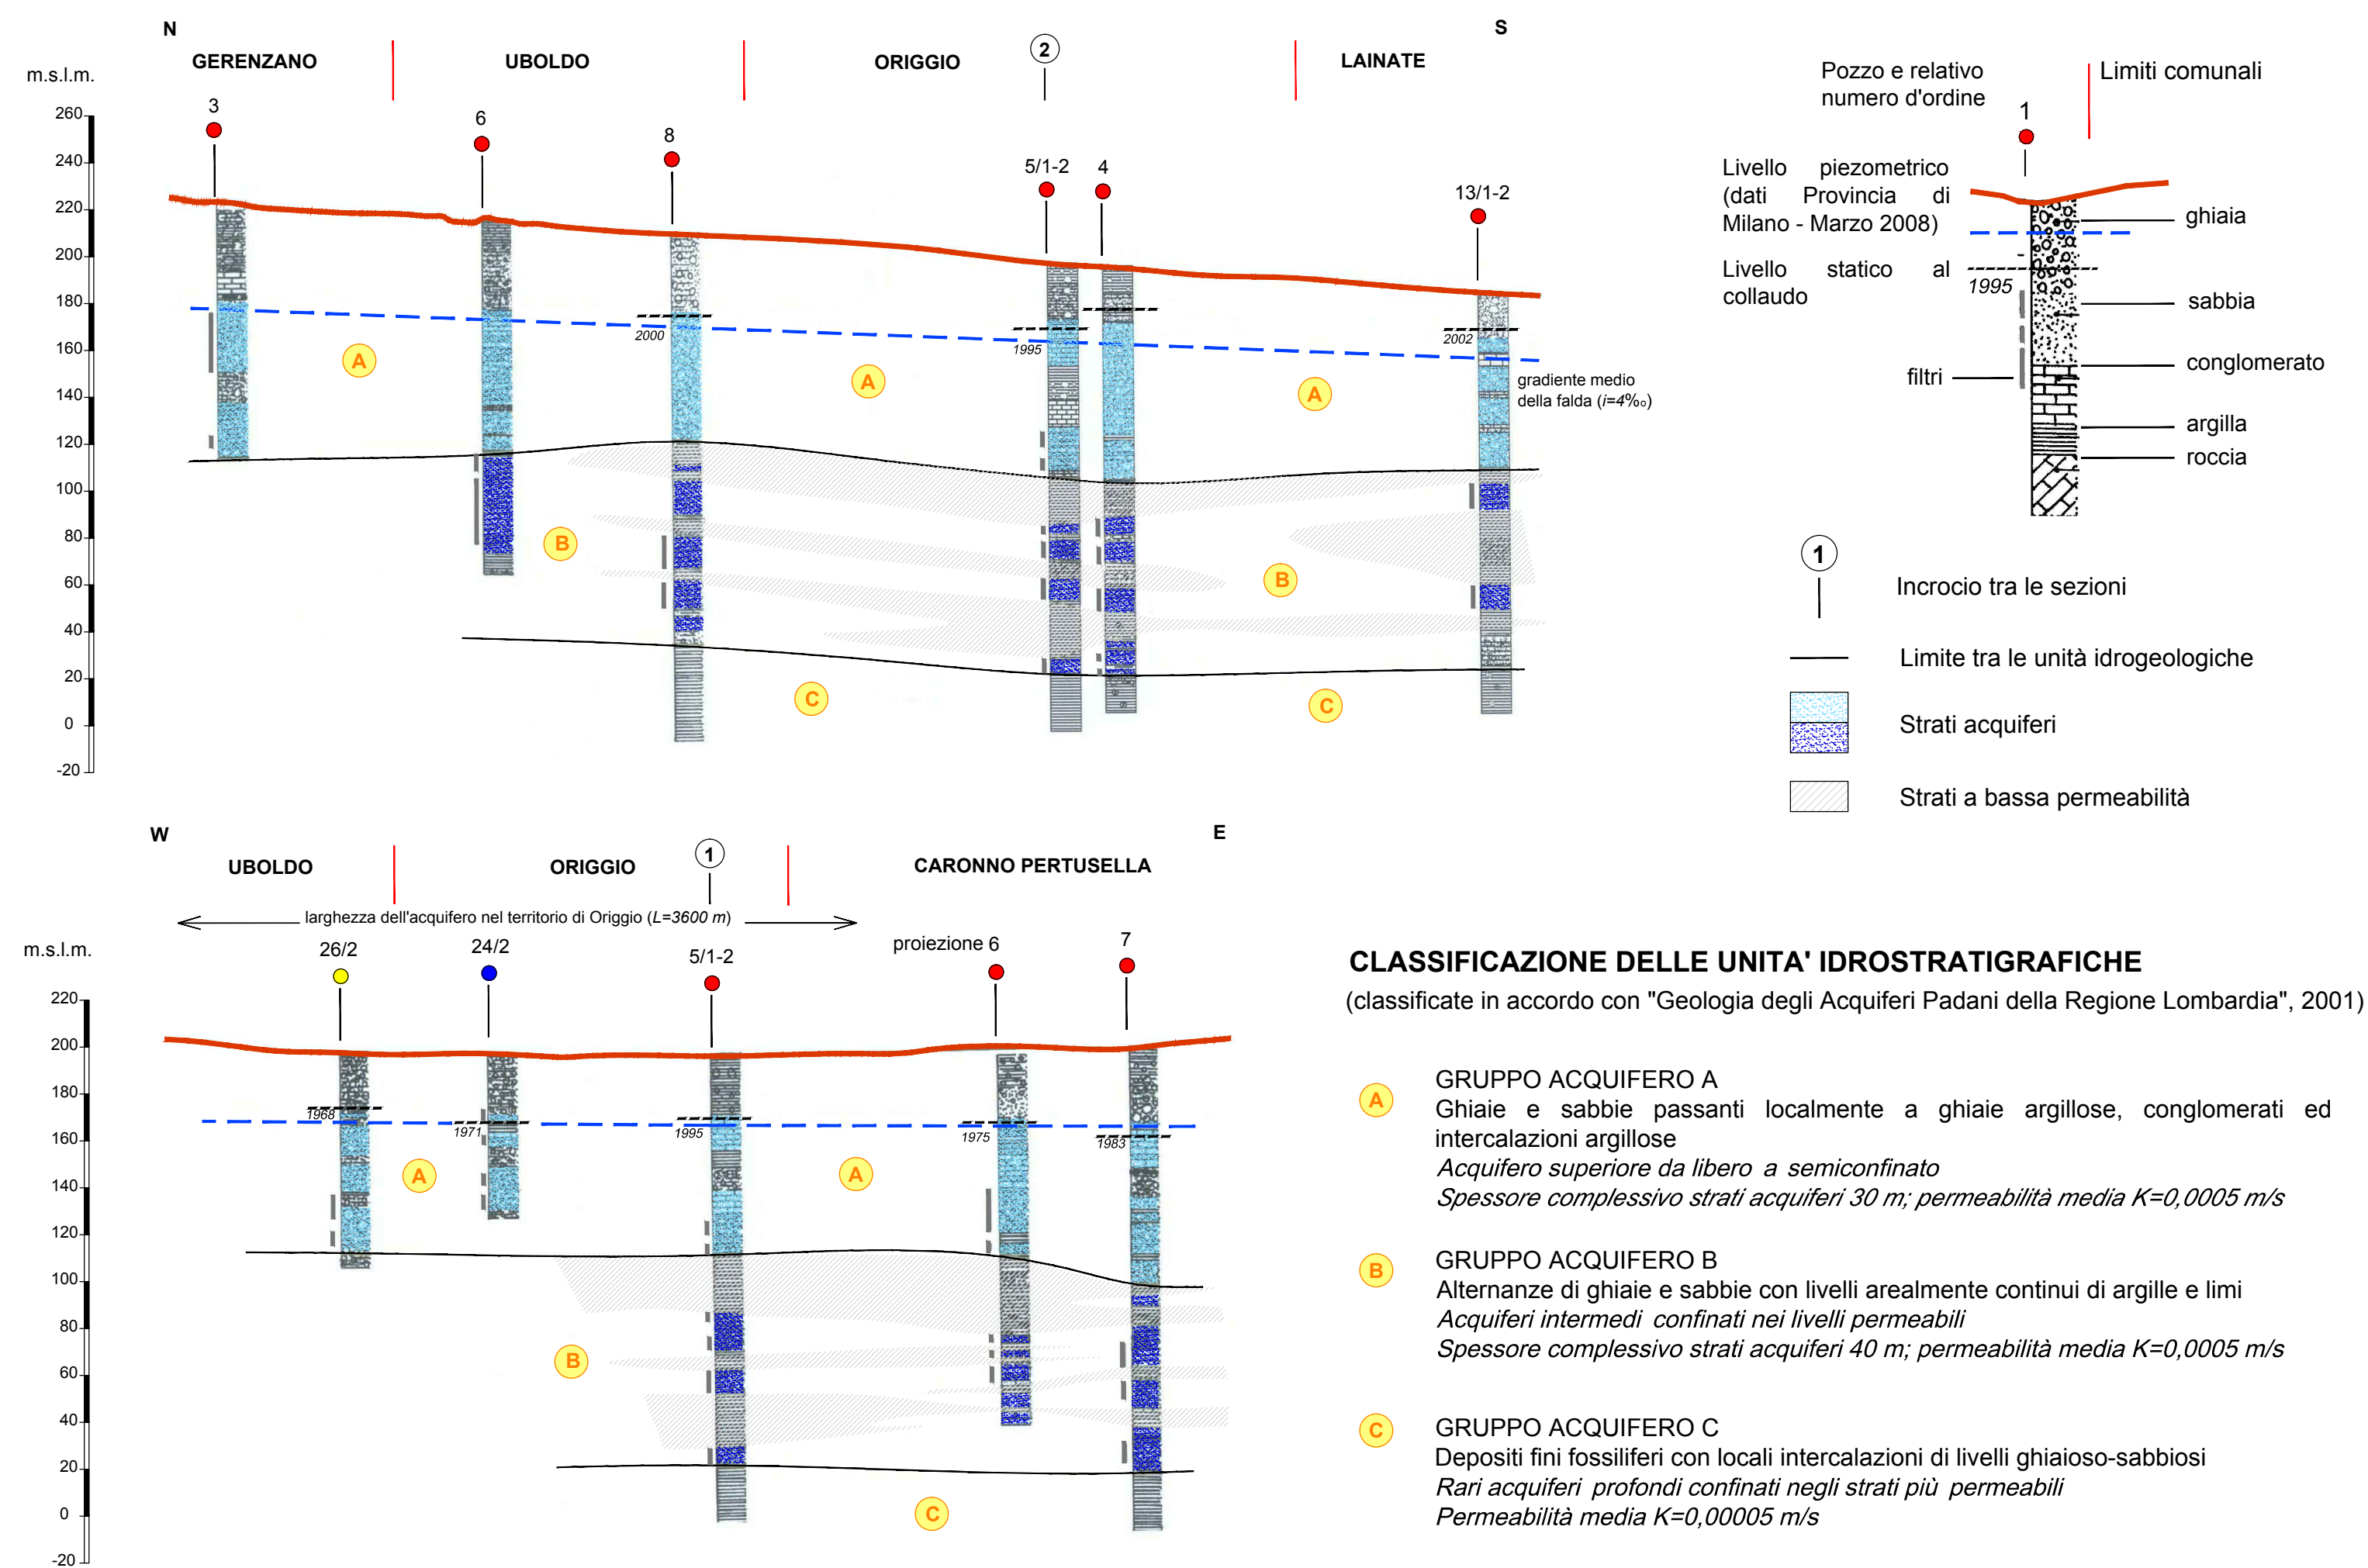 N
S
GERENZANO
UBOLDO
ORIGGIO
2
LAINATE
m.s.l.m.
260
240
220
200
180
160
140
120
100
80
60
40
20
0
-20
3
6
8
5/1-2
4
13/1-2
2000
1995
2002
A
A
A
gradiente medio
della falda (i=4‰)
B
B
C
C
Pozzo e relativo
numero d'ordine
Limiti comunali
1
Livello piezometrico
(dati Provincia di
Milano - Marzo 2008)
Livello statico al
collaudo
1995
filtri
ghiaia
sabbia
conglomerato
argilla
roccia
1
Incrocio tra le sezioni
Limite tra le unità idrogeologiche
Strati acquiferi
Strati a bassa permeabilità
W
E
UBOLDO
ORIGGIO
1
CARONNO PERTUSELLA
larghezza dell'acquifero nel territorio di Origgio (L=3600 m)
m.s.l.m.
220
200
180
160
140
120
100
80
60
40
20
0
-20
26/2
24/2
5/1-2
proiezione 6
7
1968
1971
1995
1975
1983
A
A
B
C
CLASSIFICAZIONE DELLE UNITA' IDROSTRATIGRAFICHE
(classificate in accordo con "Geologia degli Acquiferi Padani della Regione Lombardia", 2001)
A
GRUPPO ACQUIFERO A
Ghiaie e sabbie passanti localmente a ghiaie argillose, conglomerati ed
intercalazioni argillose
Acquifero superiore da libero a semiconfinato
Spessore complessivo strati acquiferi 30 m; permeabilità media K=0,0005 m/s
B
GRUPPO ACQUIFERO B
Alternanze di ghiaie e sabbie con livelli arealmente continui di argille e limi
Acquiferi intermedi confinati nei livelli permeabili
Spessore complessivo strati acquiferi 40 m; permeabilità media K=0,0005 m/s
C
GRUPPO ACQUIFERO C
Depositi fini fossiliferi con locali intercalazioni di livelli ghiaioso-sabbiosi
Rari acquiferi profondi confinati negli strati più permeabili
Permeabilità media K=0,00005 m/s